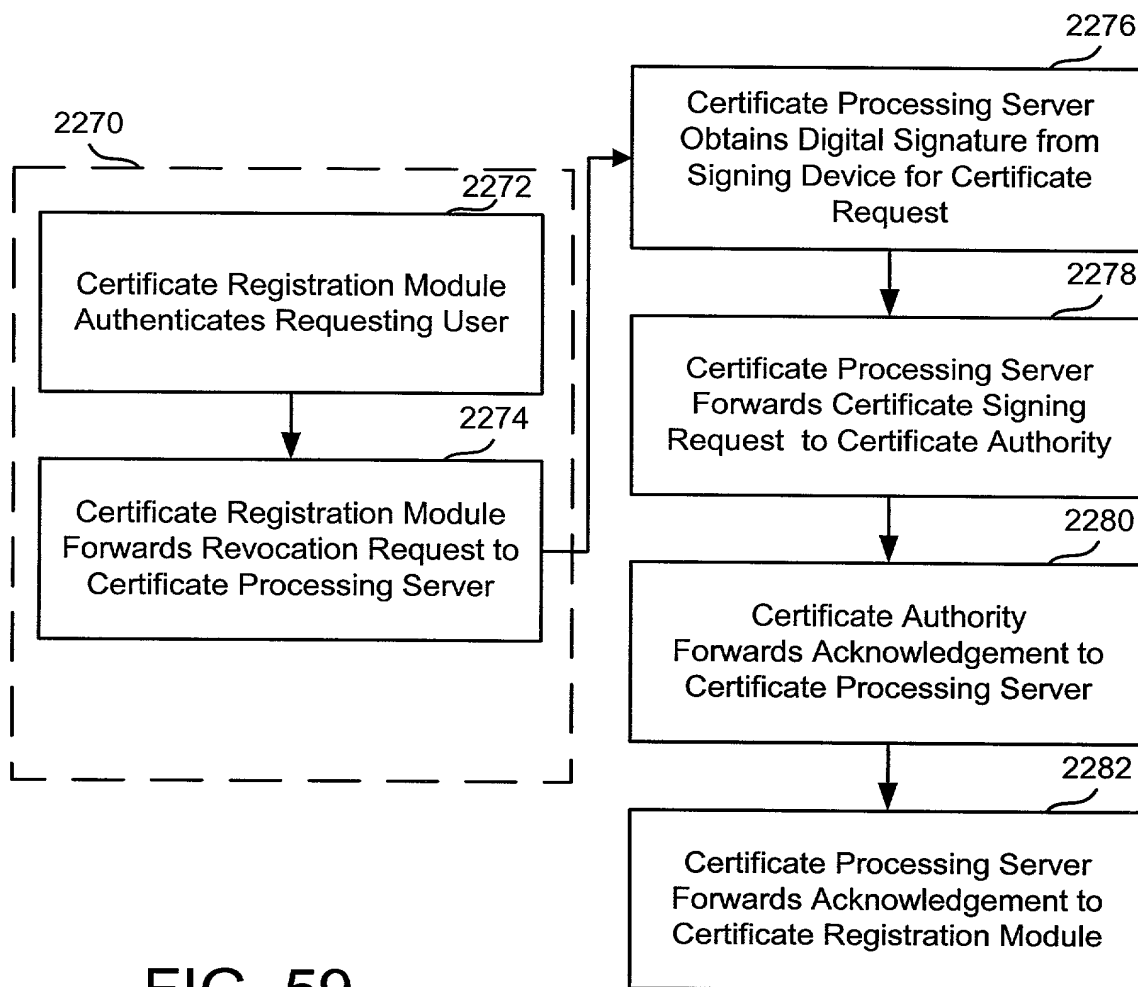 2270
2272
Certificate Registration Module
Authenticates Requesting User
2274
Certificate Registration Module
Forwards Revocation Request to
Certificate Processing Server
2276
Certificate Processing Server
Obtains Digital Signature from
Signing Device for Certificate
Request
2278
Certificate Processing Server
Forwards Certificate Signing
Request to Certificate Authority
2280
Certificate Authority
Forwards Acknowledgement to
Certificate Processing Server
2282
Certificate Processing Server
Forwards Acknowledgement to
Certificate Registration Module
FIG. 59